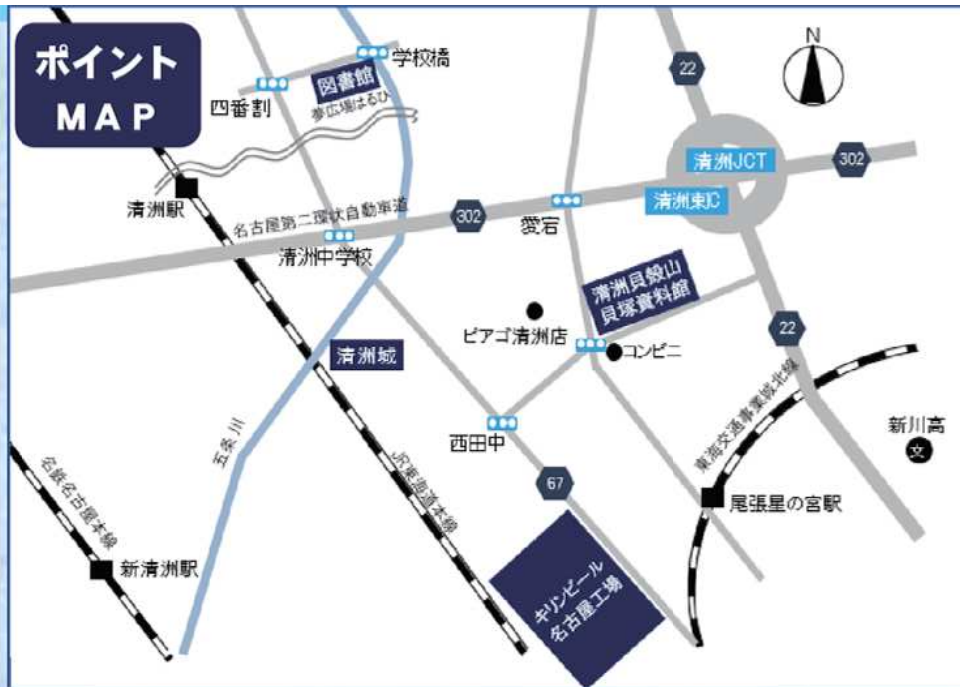 ポイント
MAP
学校橋
四番割
図書館
夢広場はるひ
22
N
清洲JCT
302
清洲東IC
清洲駅
名古屋第二環状自動車道
302
愛宕
清洲中学校
清洲貝殻山
貝塚資料館
ピアゴ清洲店
コンビニ
22
清洲城
五条川
西田中
東海交通事業城北線
新川高
文
JR東海道本線
67
尾張星の宮駅
名鉄名古屋本線
新清洲駅
キリンビール
名古屋工場